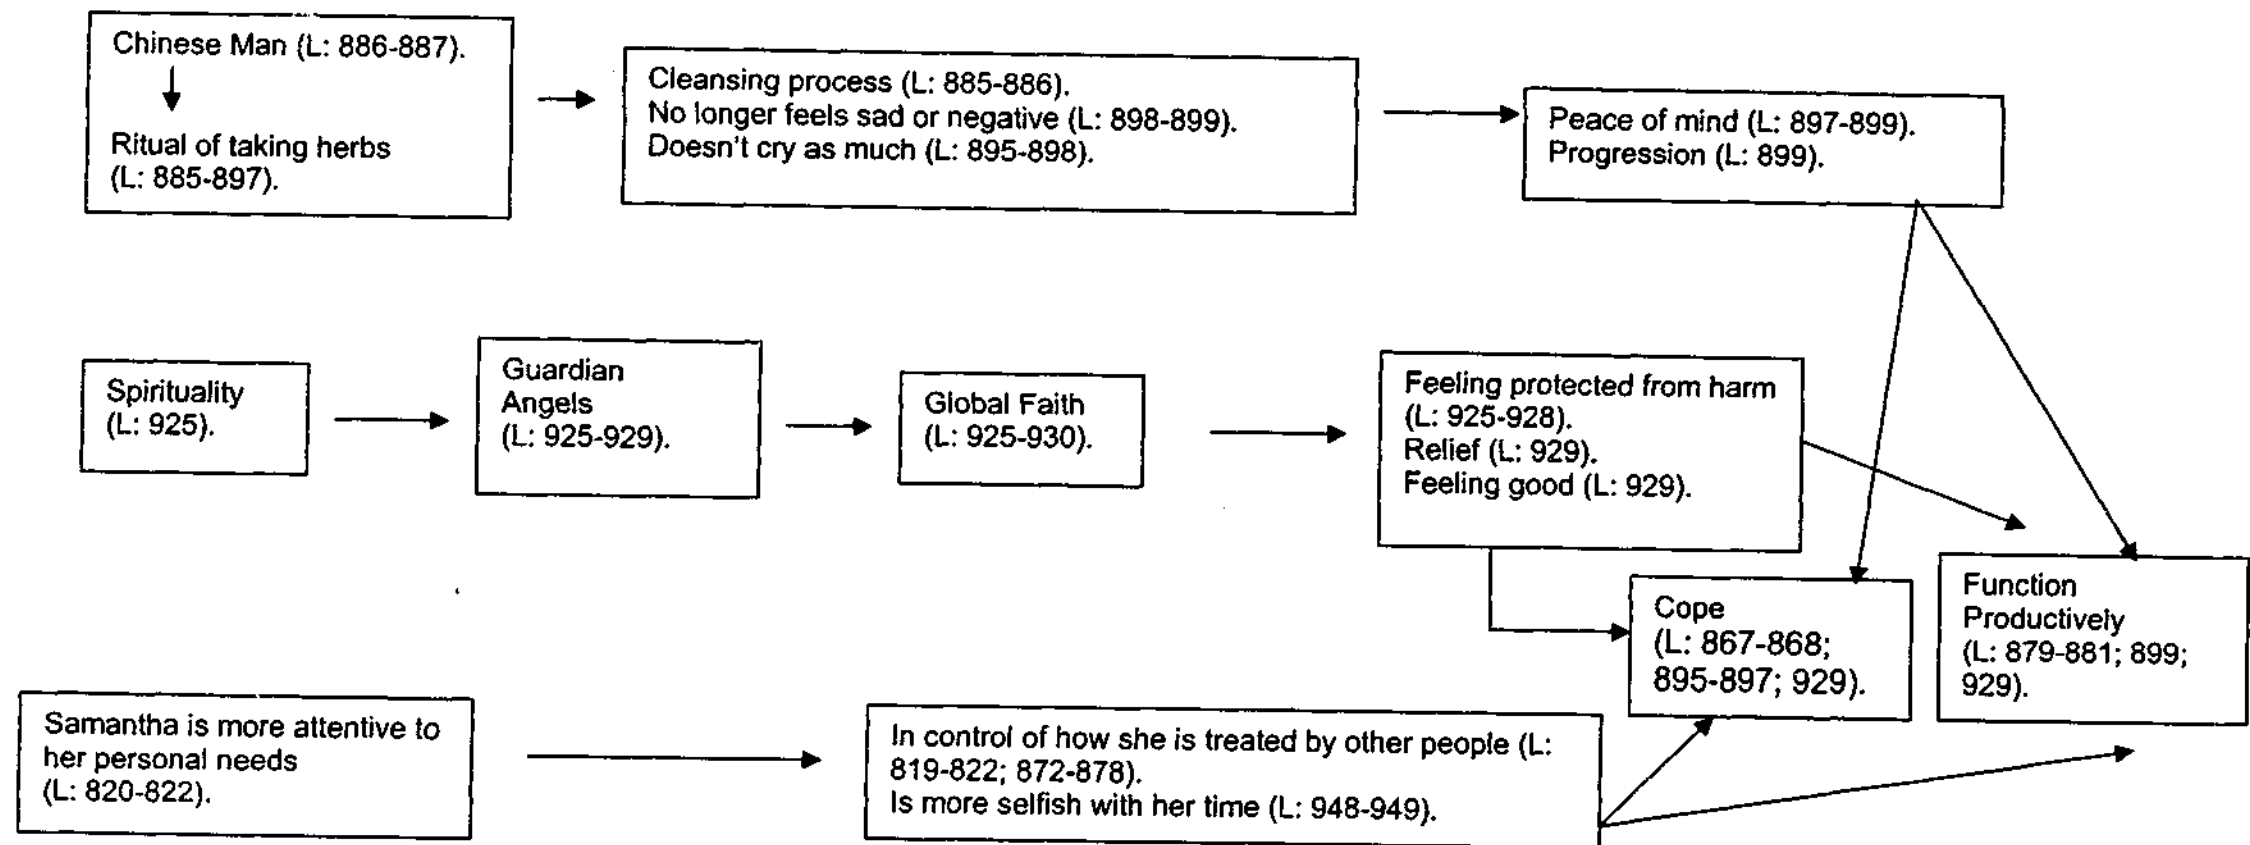 Chinese Man (L: 886-887).
Ritual of taking herbs
(L: 885-897).
Cleansing process (L: 885-886).
No longer feels sad or negative (L: 898-899).
Doesn't cry as much (L: 895-898).
Peace of mind (L: 897-899).
Progression (L: 899).
Spirituality
(L: 925).
Guardian
Angels
(L: 925-929).
Global Faith
(L: 925-930).
Feeling protected from harm
(L: 925-928).
Relief (L: 929).
Feeling good (L: 929).
Cope
(L: 867-868;
895-897; 929).
Function
Productively
(L: 879-881; 899;
929).
Samantha is more attentive to
her personal needs
(L: 820-822).
In control of how she is treated by other people (L:
819-822; 872-878).
Is more selfish with her time (L: 948-949).